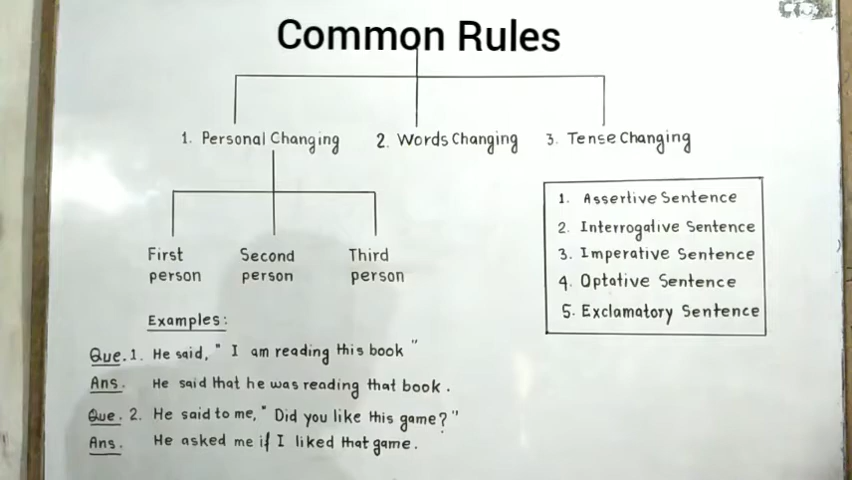 Common Rules
1. Personal Changing
2. Words Changing
3. Tense Changing
First person
Second person
Third person
1. Assertive Sentence
2. Interrogative Sentence
3. Imperative Sentence
4. Optative Sentence
5. Exclamatory Sentence
Examples:
Que.1. He said, " I am reading this book "
Ans. He said that he was reading that book.
Que. 2. He said to me, " Did you like this game? "
Ans. He asked me if I liked that game.